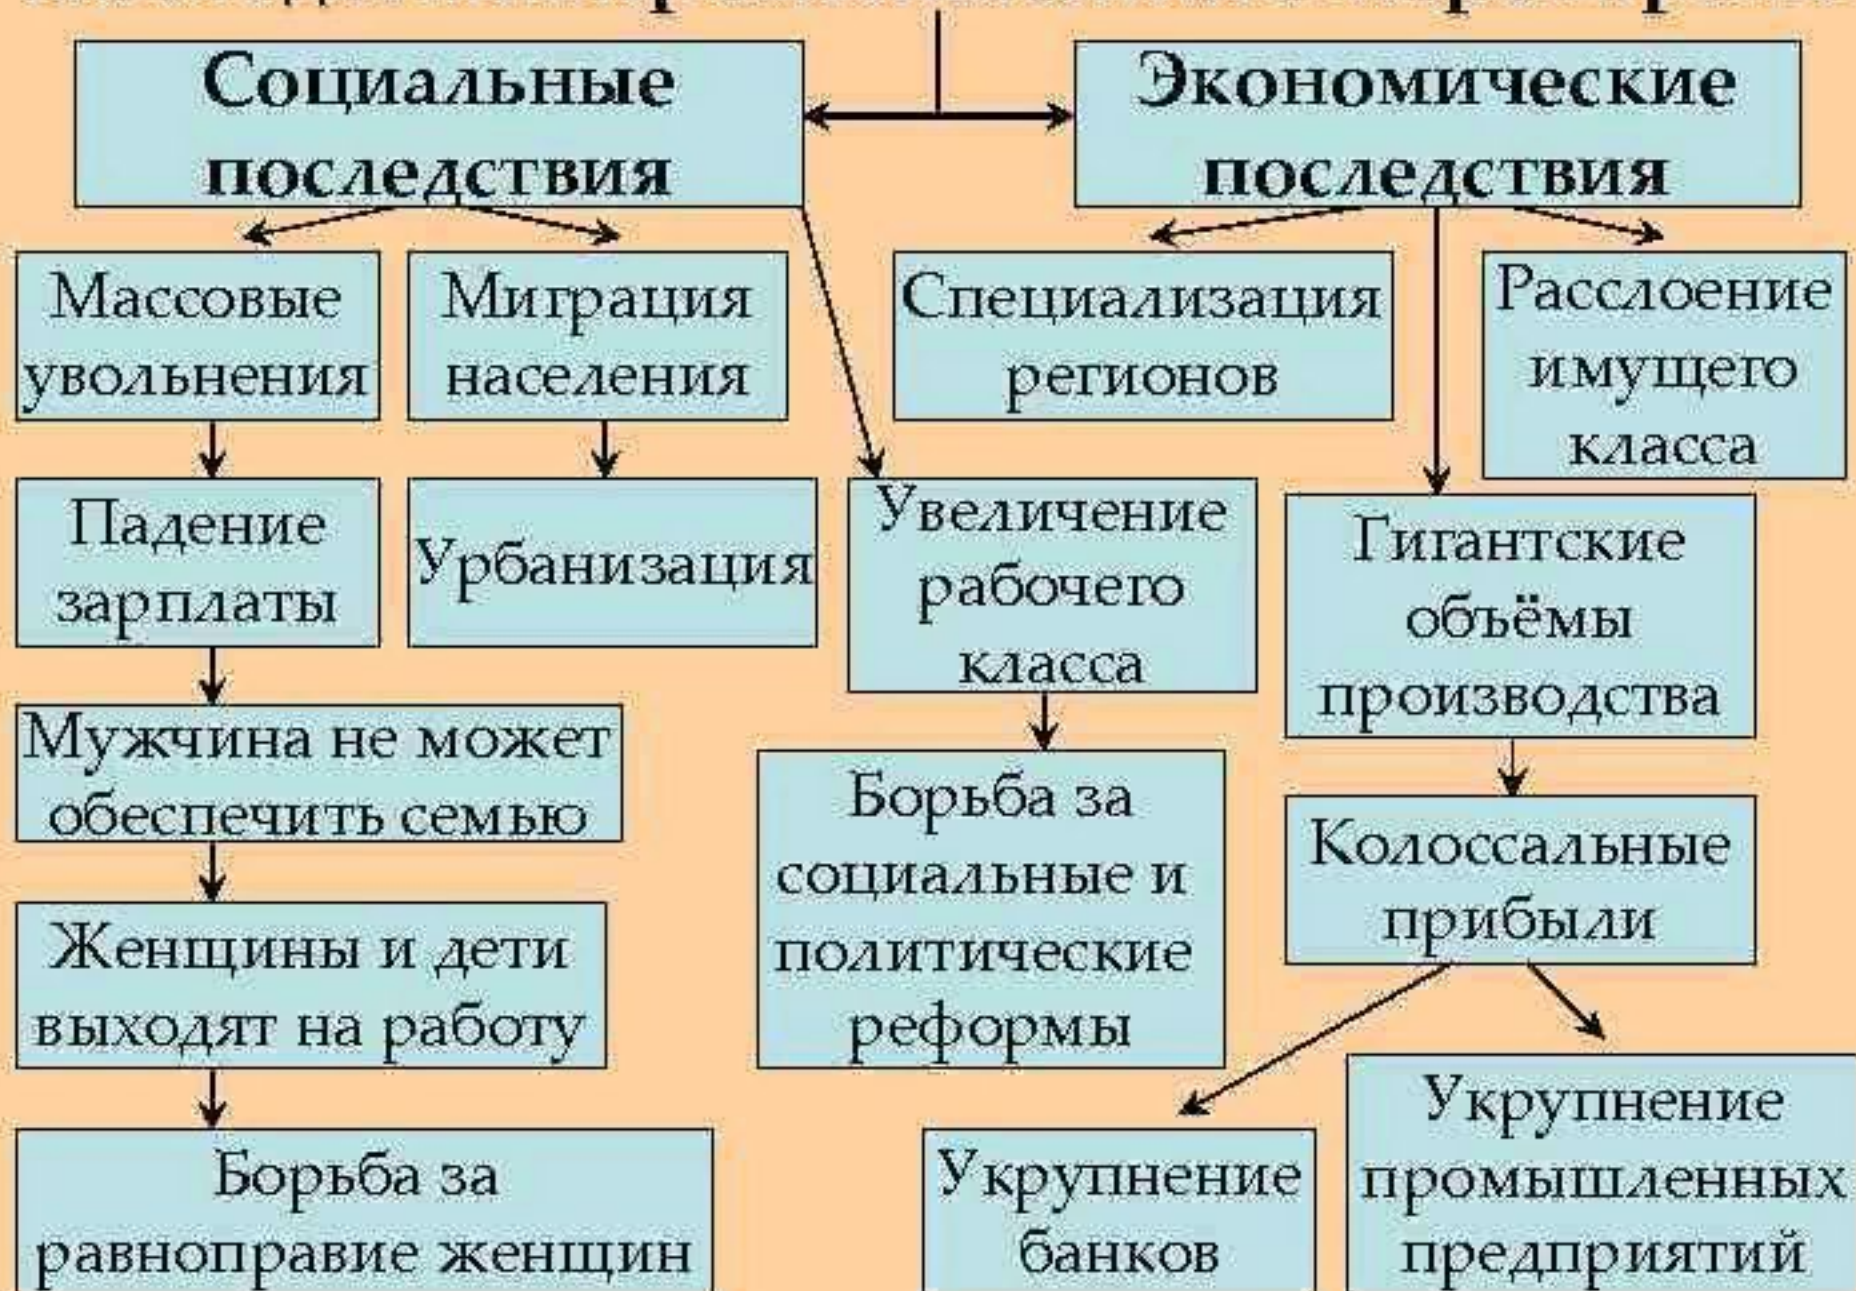 Социальные
последствия
Экономические
последствия
Массовые
увольнения
Миграция
населения
Специализация
регионов
Расслоение
имущего
класса
Падение
зарплаты
Урбанизация
Увеличение
рабочего
класса
Гигантские
объёмы
производства
Мужчина не может
обеспечить семью
Борьба за
социальные и
политические
реформы
Колоссальные
прибыли
Женщины и дети
выходят на работу
Борьба за
равноправие женщин
Укрупнение
банков
Укрупнение
промышленных
предприятий